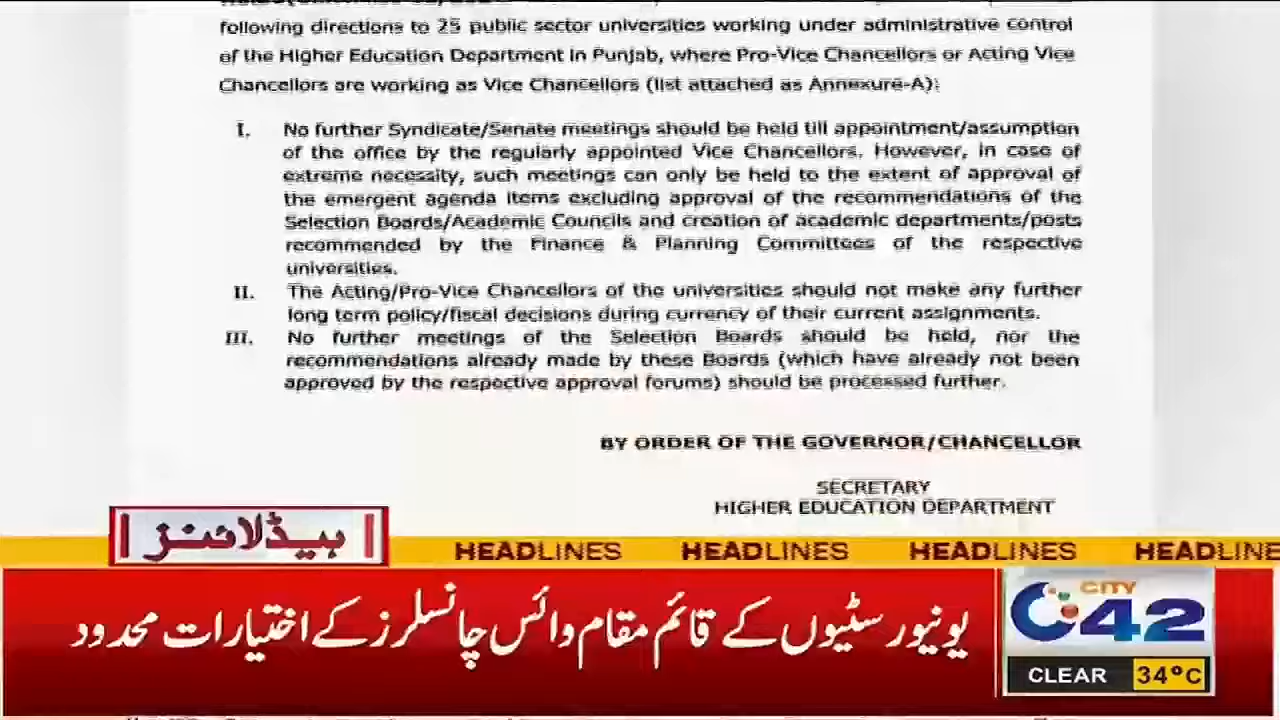 following directions to 25 public sector universities working under administrative control
of the Higher Education Department in Punjab, where Pro-Vice Chancellors or Acting Vice
Chancellors are working as Vice Chancellors (list attached as Annexure-A):
I. No further Syndicate/Senate meetings should be held till appointment/assumption
of the office by the regularly appointed Vice Chancellors. However, in case of
extreme necessity, such meetings can only be held to the extent of approval of
the emergent agenda items excluding approval of the recommendations of the
Selection Boards/Academic Councils and creation of academic departments/posts
recommended by the Finance & Planning Committees of the respective
universities.
II. The Acting/Pro-Vice Chancellors of the universities should not make any further
long term policy/fiscal decisions during currency of their current assignments.
III. No further meetings of the Selection Boards should be held, nor the
recommendations already made by these Boards (which have already not been
approved by the respective approval forums) should be processed further.
BY ORDER OF THE GOVERNOR/CHANCELLOR
SECRETARY
HIGHER EDUCATION DEPARTMENT
ہیڈلائنز
HEADLINES HEADLINES HEADLINES HEADLINE
یونیورسٹیوں کے قائم مقام وائس چانسلرز کے اختیارات محدود
CITY
42
CLEAR 34°C